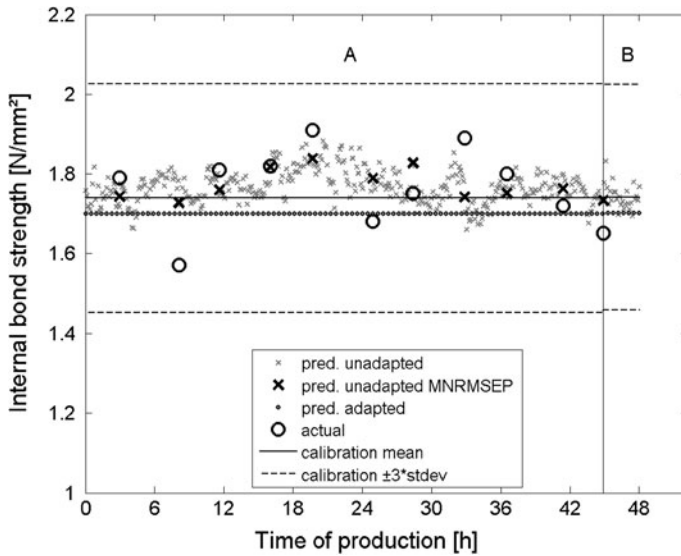 A
B
2.2
2
1.8
1.6
1.4
1.2
1
Internal bond strength [N/mm²]
pred. unadapted
pred. unadapted MNRMSEP
pred. adapted
actual
calibration mean
calibration ±3*stdev
0 6 12 18 24 30 36 42 48
Time of production [h]